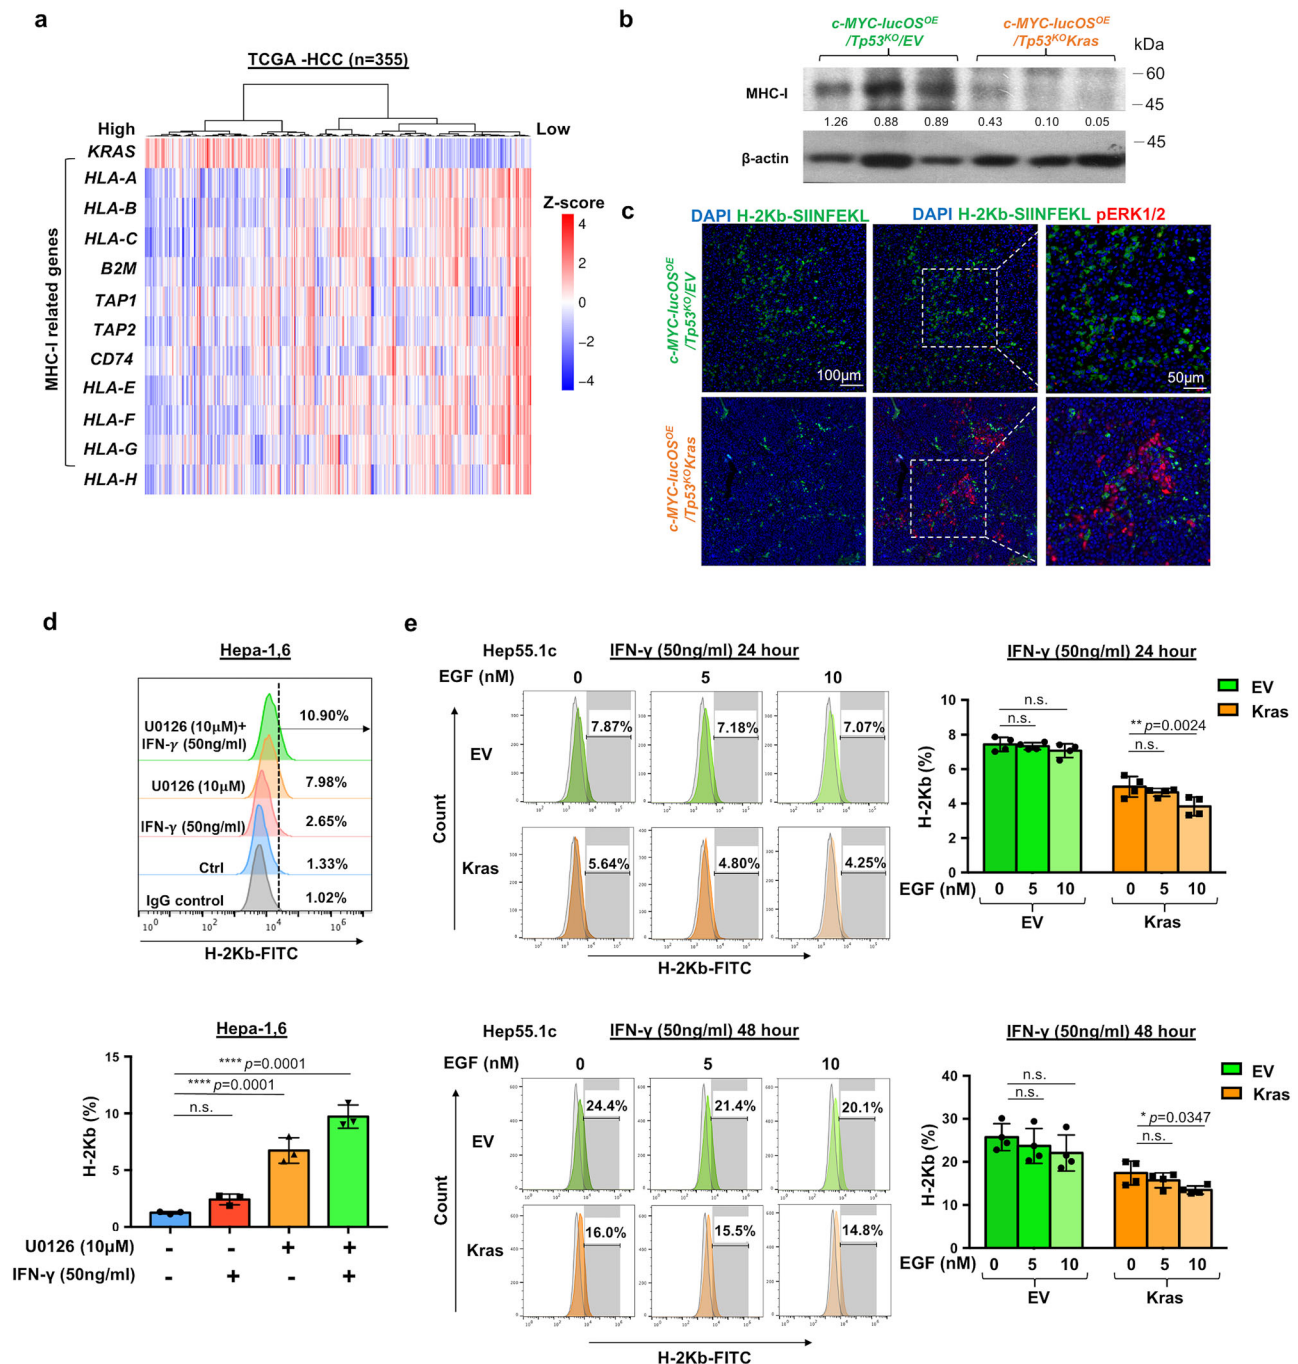 a
TCGA -HCC (n=355)
High
Low
KRAS
HLA-A
HLA-B
HLA-C
B2M
TAP1
TAP2
CD74
HLA-E
HLA-F
HLA-G
HLA-H
MHC-I related genes
Z-score
4
2
0
−2
−4
b
c-MYC-lucOS^OE
/Tp53^KO/EV
c-MYC-lucOS^OE
/Tp53^KO Kras
kDa
MHC-I
−60
−45
1.26 0.88 0.89 0.43 0.10 0.05
−45
β-actin
c
DAPI H-2Kb-SIINFEKL
DAPI H-2Kb-SIINFEKL pERK1/2
c-MYC-lucOS^OE
/Tp53^KO/EV
100μm
50μm
c-MYC-lucOS^OE
/Tp53^KO Kras
d
Hepa-1,6
U0126 (10μM)+
IFN-γ (50ng/ml)
10.90%
U0126 (10μM)
7.98%
IFN-γ (50ng/ml)
2.65%
Ctrl
1.33%
IgG control
1.02%
10^0 10^2 10^4 10^6
H-2Kb-FITC
Hepa-1,6
**** p=0.0001
**** p=0.0001
n.s.
H-2Kb (%)
15
10
5
0
U0126 (10μM) - - + +
IFN-γ (50ng/ml) - + - +
e
Hep55.1c
IFN-γ (50ng/ml) 24 hour
EGF (nM) 0 5 10
EV
7.87% 7.18% 7.07%
Kras
5.64% 4.80% 4.25%
Count
H-2Kb-FITC
IFN-γ (50ng/ml) 24 hour
EV
Kras
n.s.
n.s.
** p=0.0024
n.s.
H-2Kb (%)
10
8
6
4
2
0
EGF (nM) 0 5 10 0 5 10
EV Kras
Hep55.1c
IFN-γ (50ng/ml) 48 hour
EGF (nM) 0 5 10
EV
24.4% 21.4% 20.1%
Kras
16.0% 15.5% 14.8%
Count
H-2Kb-FITC
IFN-γ (50ng/ml) 48 hour
EV
Kras
n.s.
n.s.
* p=0.0347
n.s.
H-2Kb (%)
40
30
20
10
0
EGF (nM) 0 5 10 0 5 10
EV Kras